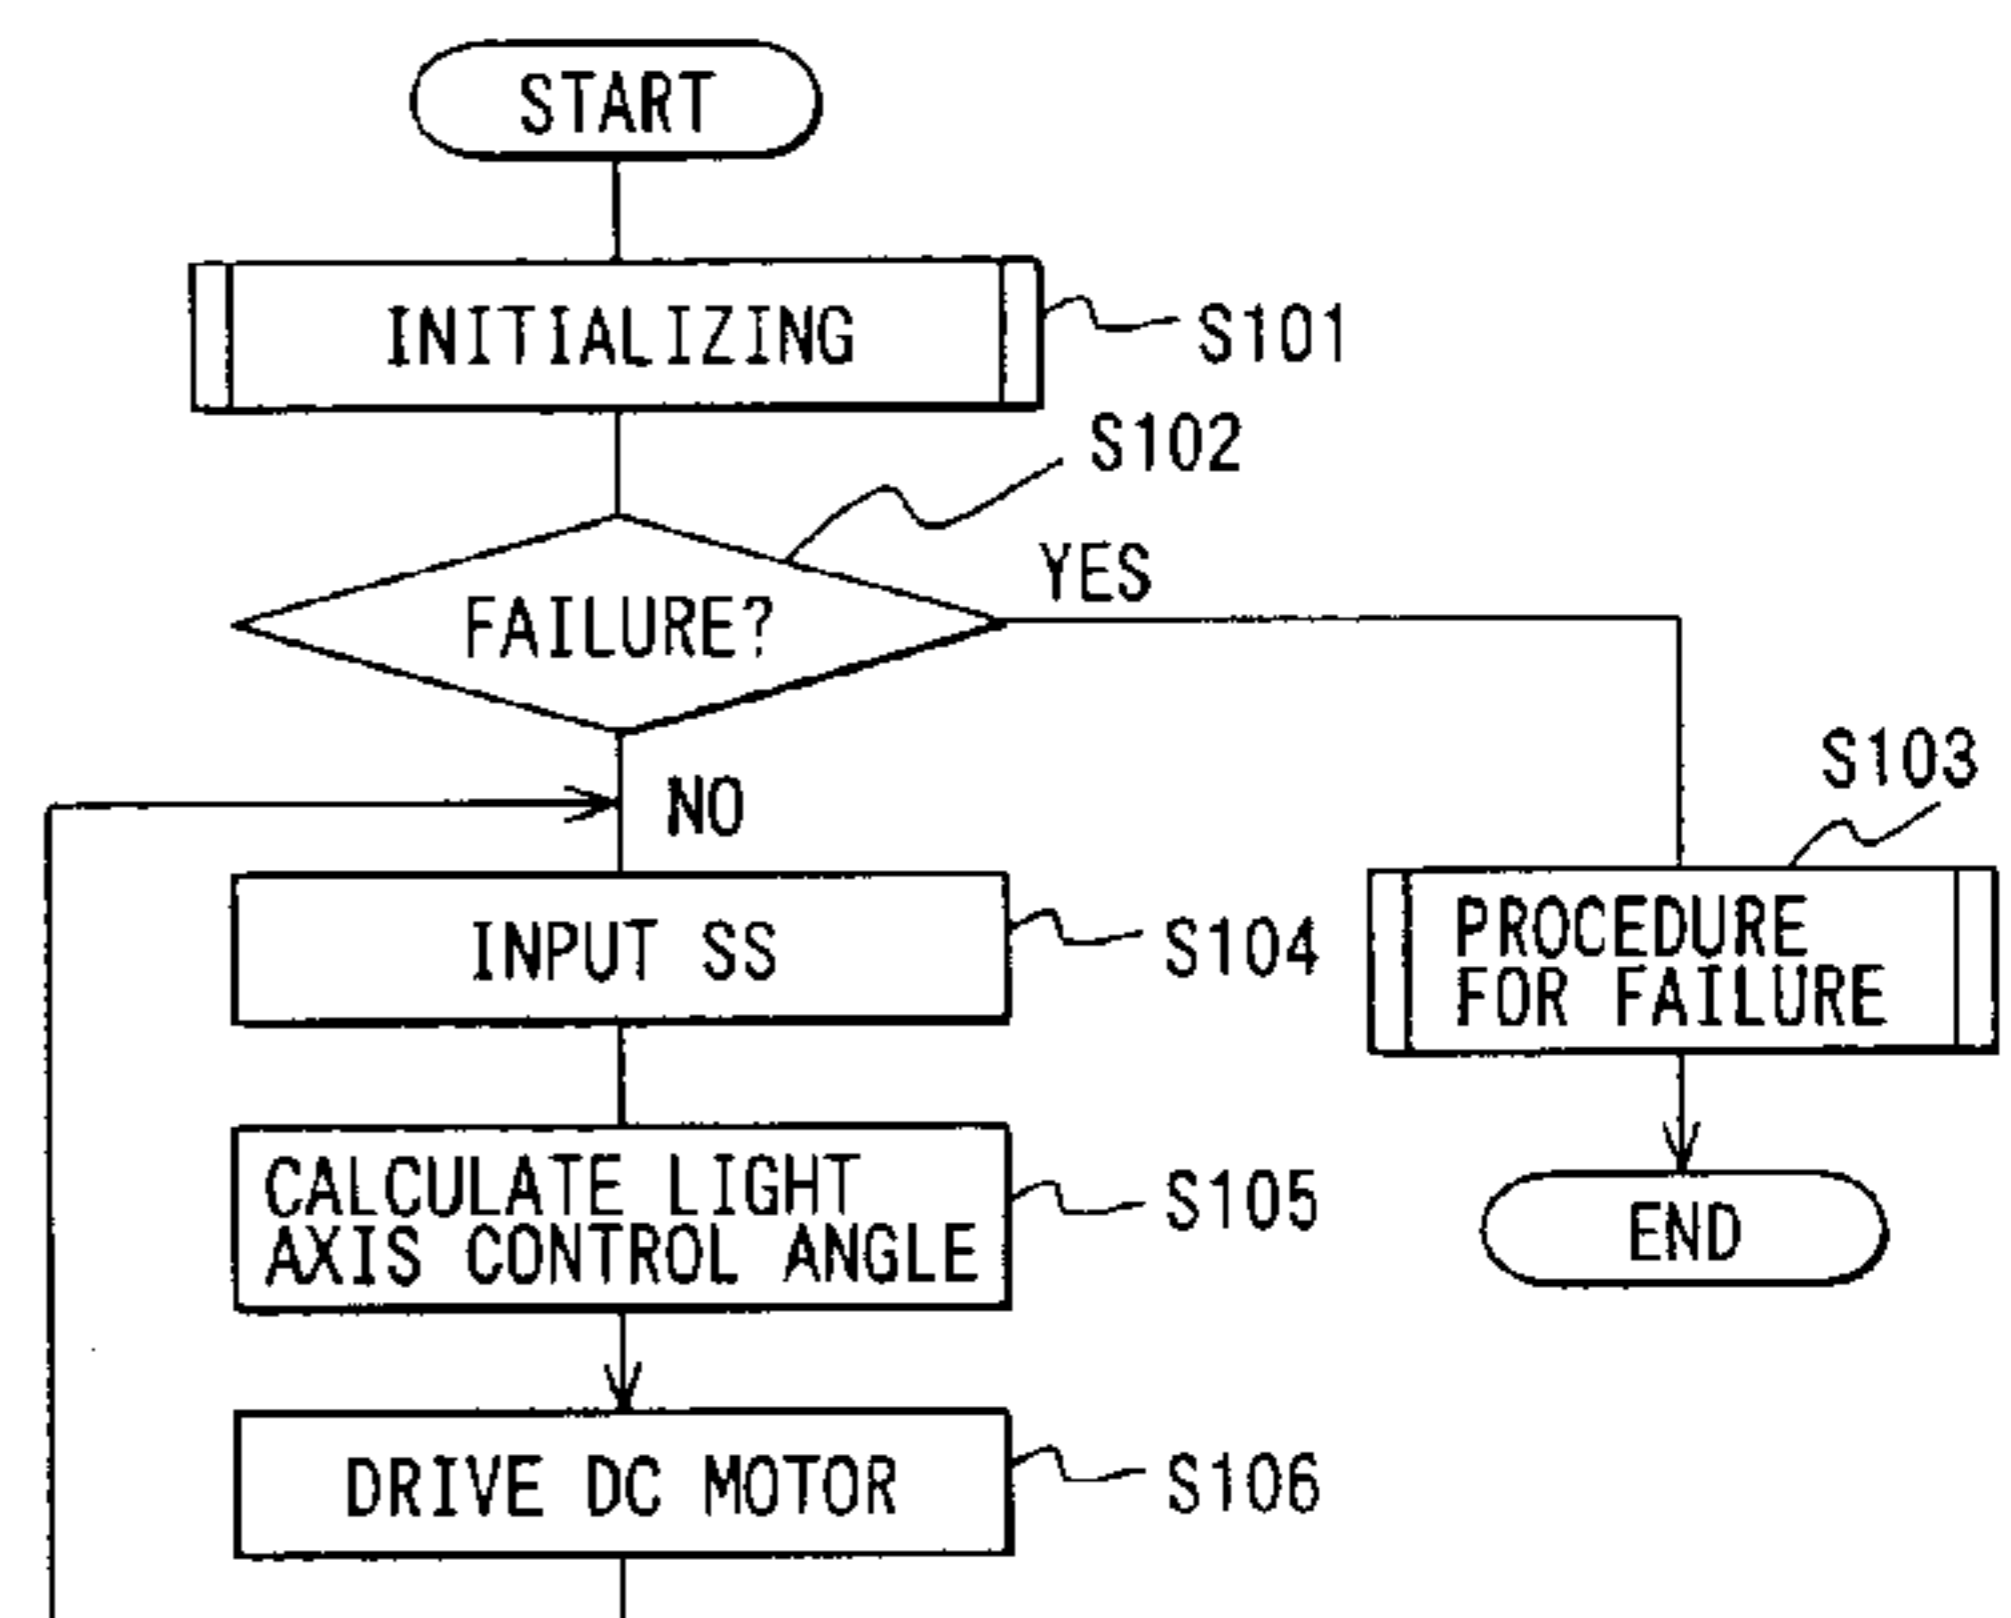 START
INITIALIZING
S101
S102
FAILURE?
YES
NO
S103
INPUT SS
S104
PROCEDURE
FOR FAILURE
CALCULATE LIGHT
AXIS CONTROL ANGLE
S105
END
DRIVE DC MOTOR
S106